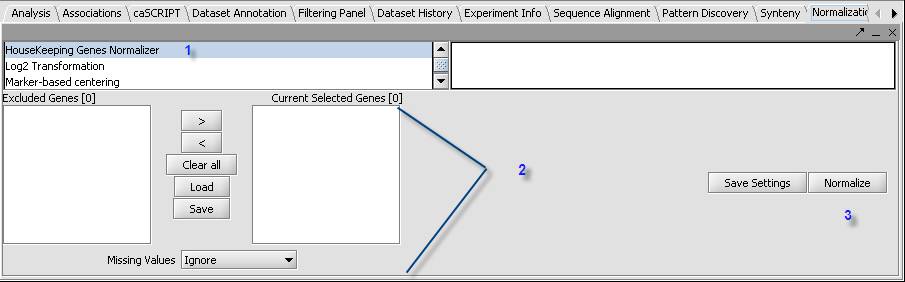 Analysis Associations caSCRIPT Dataset Annotation Filtering Panel Dataset History Experiment Info Sequence Alignment Pattern Discovery Synteny Normalizatio
HouseKeeping Genes Normalizer 1
Log2 Transformation
Marker-based centering
Excluded Genes [0] Current Selected Genes [0]
>
<
Clear all
Load
Save
2
Save Settings Normalize
3
Missing Values Ignore